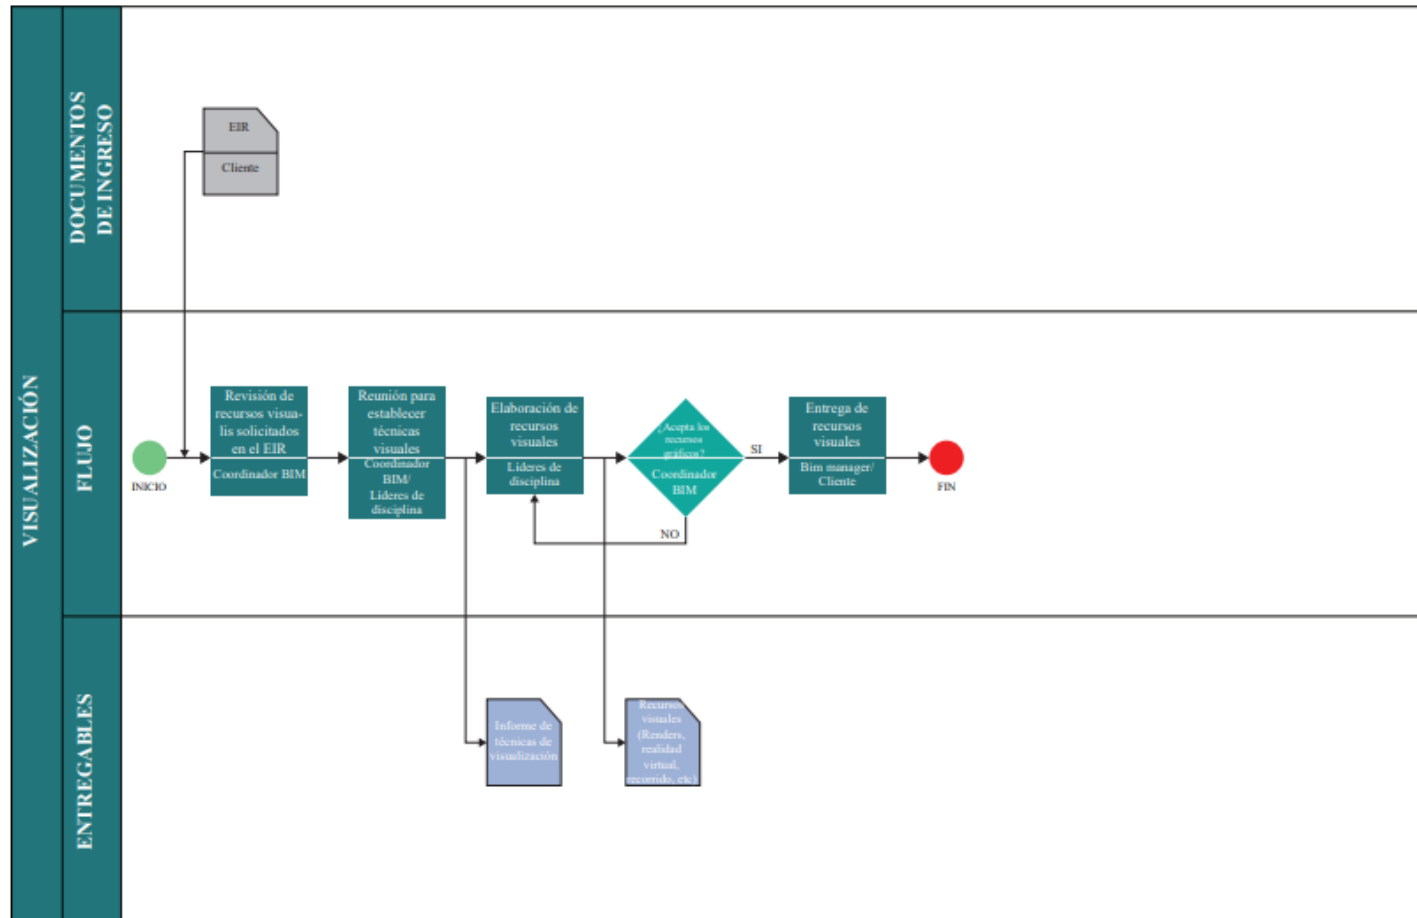 VISUALIZACIÓN
DOCUMENTOS
DE INGRESO
EIR
Cliente
FLUJO
INICIO
Revisión de
recursos visua-
lis solicitados
en el EIR
Coordinador BIM
Reunión para
establecer
técnicas
visuales
Coordinador
BIM/
Líderes de
disciplina
Elaboración de
recursos
visuales
Líderes de
disciplina
¿Acepta los
recursos
gráficos?
Coordinador
BIM
SI
NO
Entrega de
recursos
visuales
Bim manager/
Cliente
FIN
ENTREGABLES
Informe de
técnicas de
visualización
Recursos
visuales
(Renders,
realidad
virtual,
recorrido, etc)